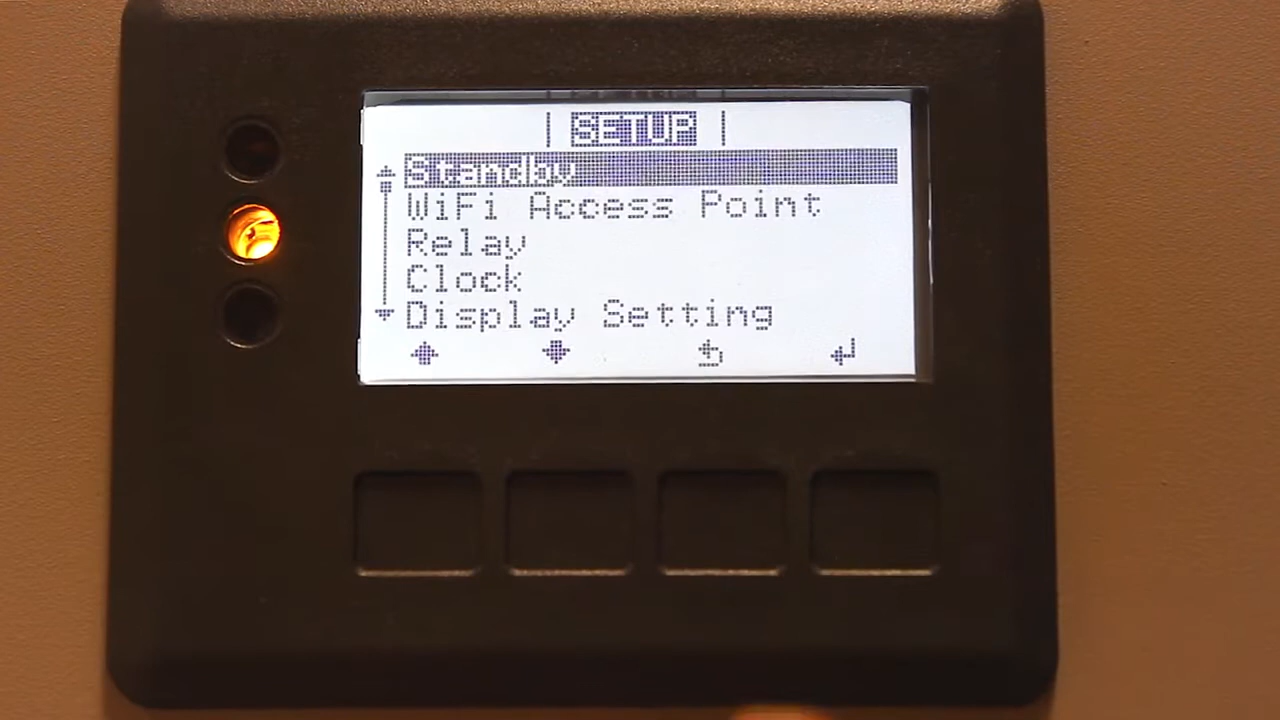 SETUP
Standby
WiFi Access Point
Relay
Clock
Display Setting